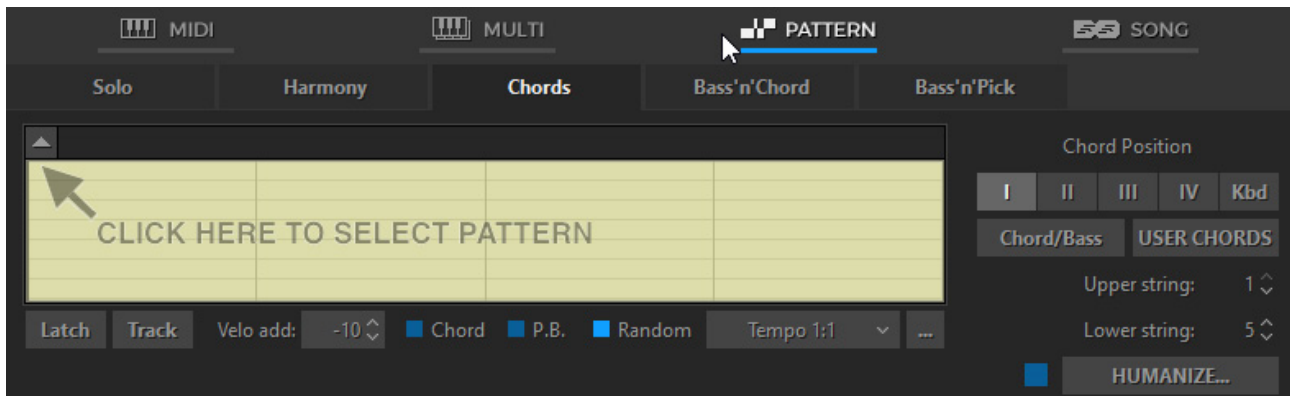 MIDI MULTI PATTERN SONG
Solo Harmony Chords Bass'n'Chord Bass'n'Pick
Chord Position
I II III IV Kbd
CLICK HERE TO SELECT PATTERN
Chord/Bass USER CHORDS
Upper string: 1
Latch Track Velo add: -10 Chord P.B. Random Tempo 1:1 ... Lower string: 5
HUMANIZE...